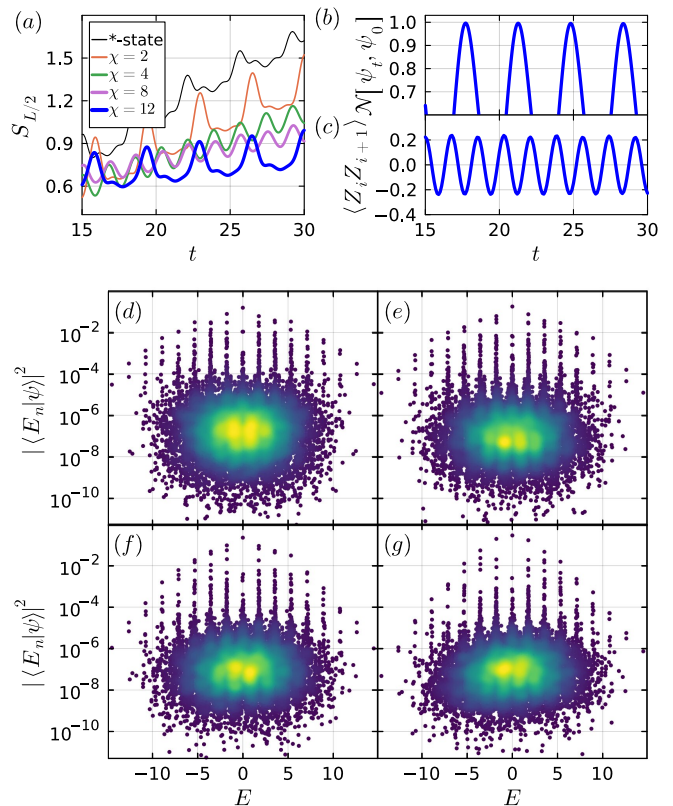 (a)
*-state
χ = 2
χ = 4
χ = 8
χ = 12
1.5
1.2
0.9
0.6
S_{L/2}
15 20 25 30
t
(b)
1.0
0.9
0.8
0.7
𝒩[ψ_t, ψ_0]
(c)
0.2
0.0
−0.2
−0.4
⟨Z_i Z_{i+1}⟩
15 20 25 30
t
(d)
(e)
10^{−2}
10^{−4}
10^{−6}
10^{−8}
10^{−10}
|⟨E_n|ψ⟩|^2
(f)
(g)
10^{−2}
10^{−4}
10^{−6}
10^{−8}
10^{−10}
|⟨E_n|ψ⟩|^2
−10 −5 0 5 10
E
−10 −5 0 5 10
E